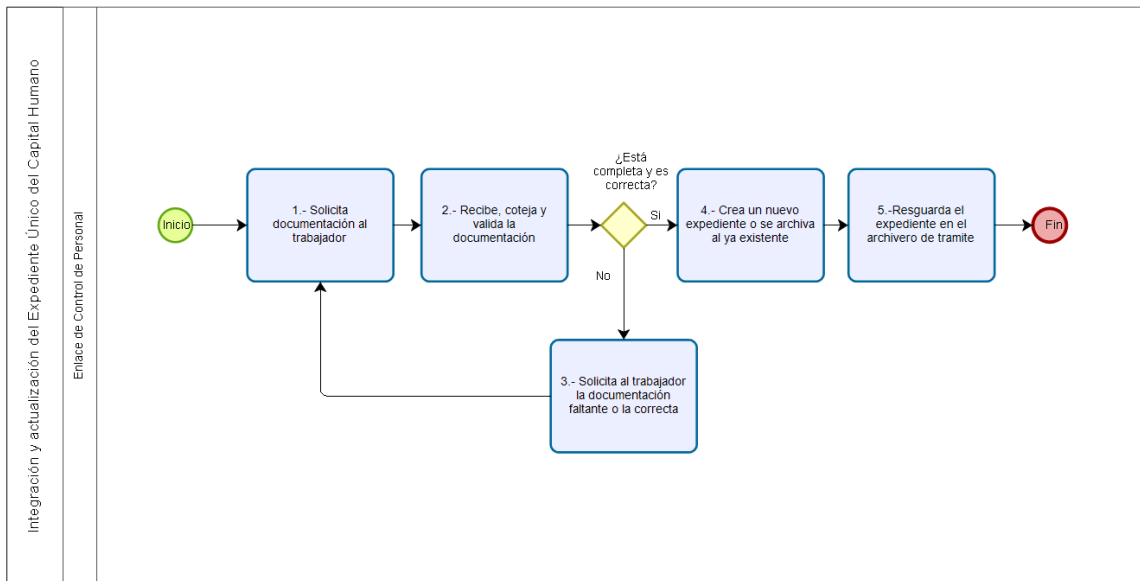 Integración y actualización del Expediente Único del Capital Humano
Enlace de Control de Personal
Inicio
1.- Solicita
documentación al
trabajador
2.- Recibe, coteja y
valida la
documentación
¿Está
completa y es
correcta?
Si
No
3.- Solicita al trabajador
la documentación
faltante o la correcta
4.- Crea un nuevo
expediente o se archiva
al ya existente
5.-Resguarda el
expediente en el
archivero de tramite
Fin